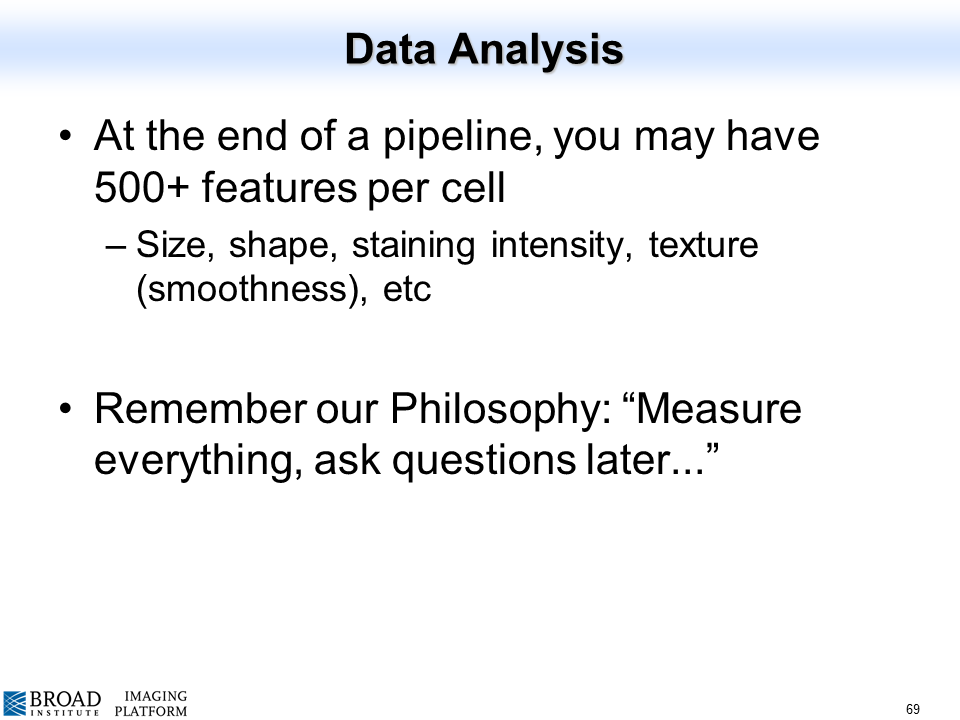 Data Analysis
• At the end of a pipeline, you may have
500+ features per cell
– Size, shape, staining intensity, texture
(smoothness), etc
• Remember our Philosophy: “Measure
everything, ask questions later...”
BROAD
INSTITUTE
IMAGING
PLATFORM
69